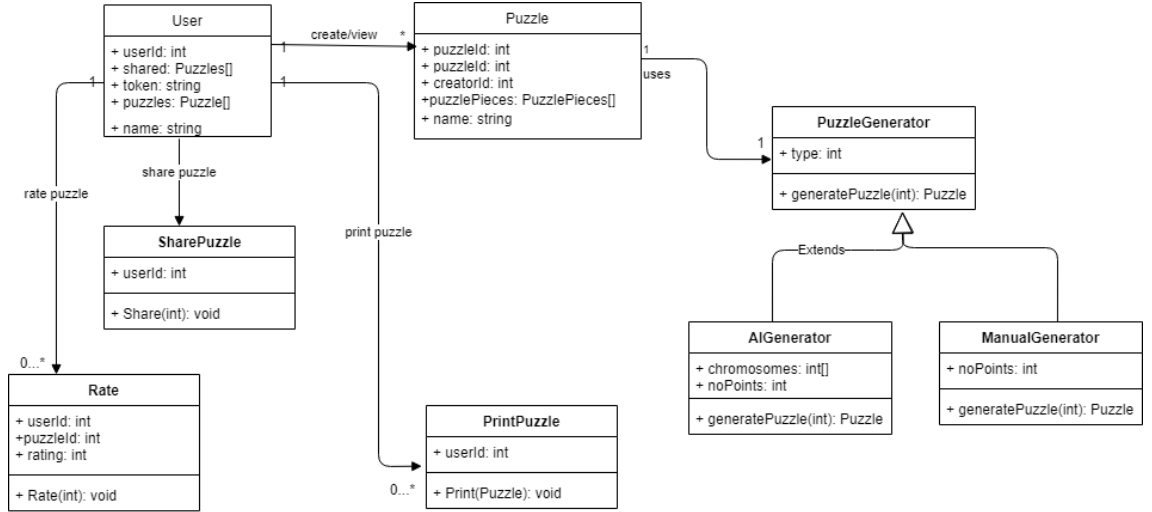 User
+ userId: int
+ shared: Puzzles[]
+ token: string
+ puzzles: Puzzle[]
+ name: string
1
create/view
*
Puzzle
+ puzzleId: int
+ puzzleId: int
+ creatorId: int
+puzzlePieces: PuzzlePieces[]
+ name: string
1
uses
1
PuzzleGenerator
+ type: int
+ generatePuzzle(int): Puzzle
Extends
AIGenerator
+ chromosomes: int[]
+ noPoints: int
+ generatePuzzle(int): Puzzle
ManualGenerator
+ noPoints: int
+ generatePuzzle(int): Puzzle
1
rate puzzle
0...*
Rate
+ userId: int
+puzzleId: int
+ rating: int
+ Rate(int): void
share puzzle
SharePuzzle
+ userId: int
+ Share(int): void
1
print puzzle
0...*
PrintPuzzle
+ userId: int
+ Print(Puzzle): void